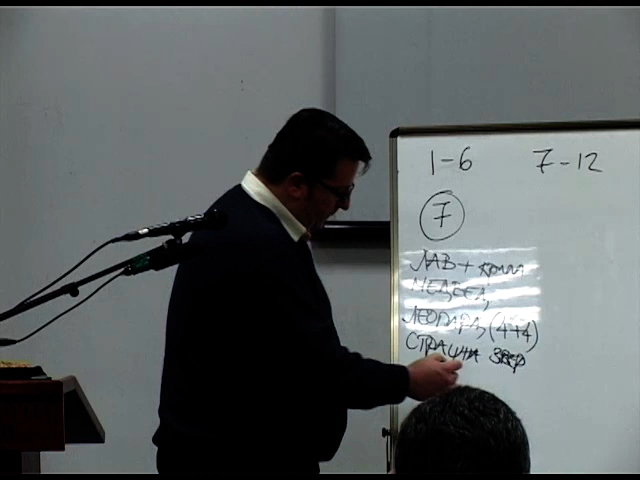 1-6 7-12
7
ЛАВ + крила
МЕДВЕД,
ЛЕОПАРД, (4+4)
СТРАШНА ЗВЕР